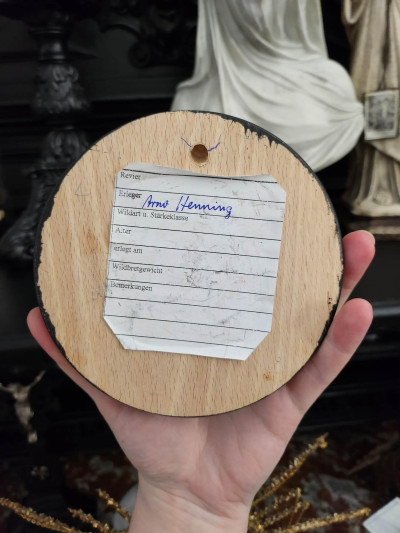 Revier
Erleger Arno Henning
Wildart u. Stärkeklasse
Alter
erlegt am
Wildbretgewicht
Bemerkungen